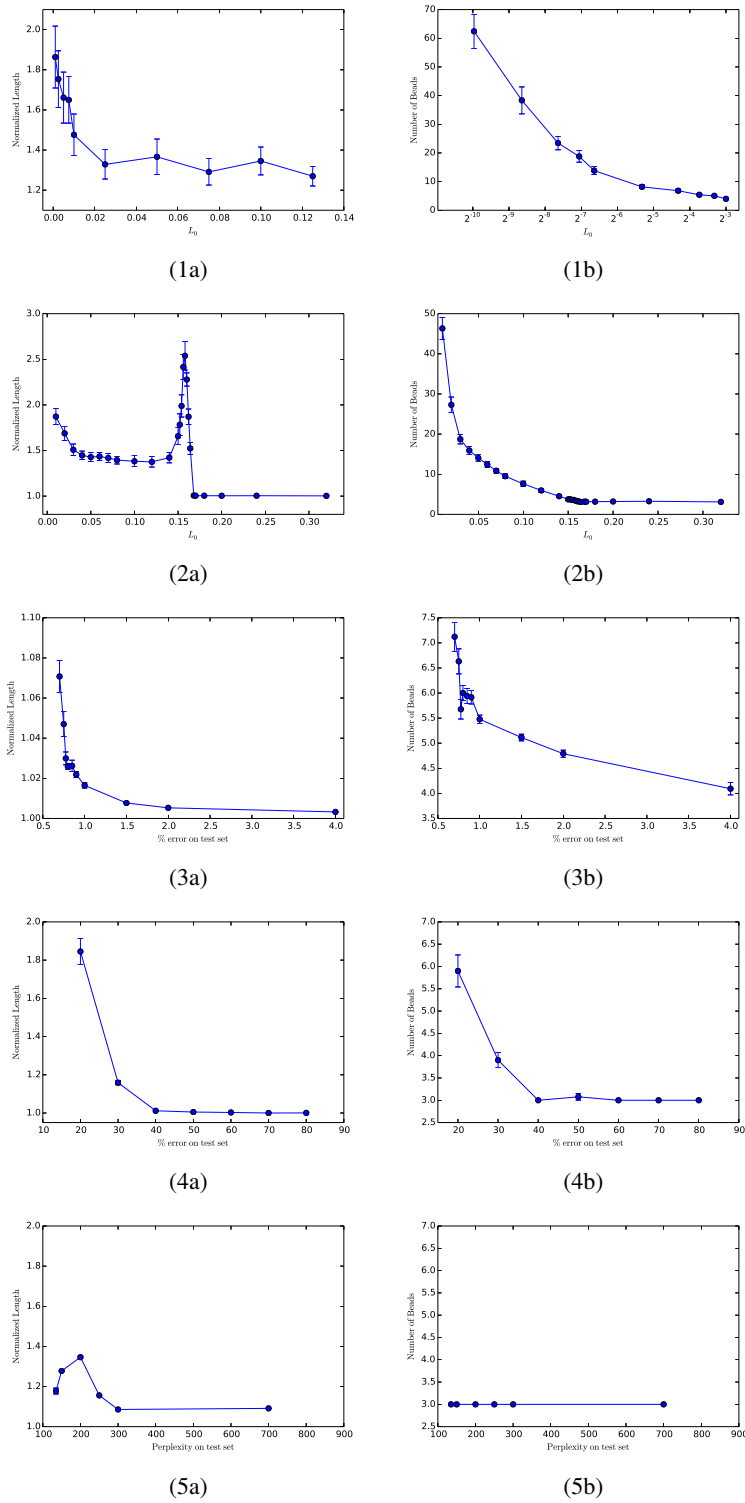 2.0
1.8
1.6
1.4
1.2
Normalized Length
0.00 0.02 0.04 0.06 0.08 0.10 0.12 0.14
L₀
(1a)
70
60
50
40
30
20
10
0
Number of Beads
2⁻¹⁰ 2⁻⁹ 2⁻⁸ 2⁻⁷ 2⁻⁶ 2⁻⁵ 2⁻⁴ 2⁻³
L₀
(1b)
3.0
2.5
2.0
1.5
1.0
Normalized Length
0.00 0.05 0.10 0.15 0.20 0.25 0.30
L₀
(2a)
50
40
30
20
10
0
Number of Beads
0.05 0.10 0.15 0.20 0.25 0.30
L₀
(2b)
1.10
1.08
1.06
1.04
1.02
1.00
Normalized Length
0.5 1.0 1.5 2.0 2.5 3.0 3.5 4.0
% error on test set
(3a)
7.5
7.0
6.5
6.0
5.5
5.0
4.5
4.0
3.5
Number of Beads
0.5 1.0 1.5 2.0 2.5 3.0 3.5 4.0
% error on test set
(3b)
2.0
1.8
1.6
1.4
1.2
1.0
Normalized Length
10 20 30 40 50 60 70 80 90
% error on test set
(4a)
7.0
6.5
6.0
5.5
5.0
4.5
4.0
3.5
3.0
2.5
Number of Beads
20 30 40 50 60 70 80 90
% error on test set
(4b)
2.0
1.8
1.6
1.4
1.2
1.0
Normalized Length
100 200 300 400 500 600 700 800 900
Perplexity on test set
(5a)
7.0
6.5
6.0
5.5
5.0
4.5
4.0
3.5
3.0
2.5
Number of Beads
100 200 300 400 500 600 700 800 900
Perplexity on test set
(5b)